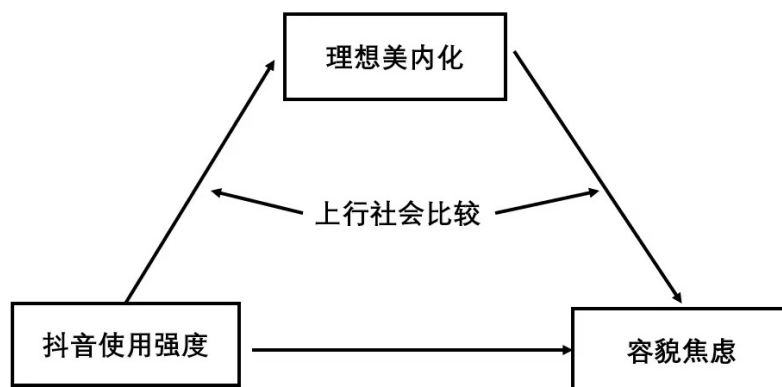 理想美内化
上行社会比较
抖音使用强度
容貌焦虑